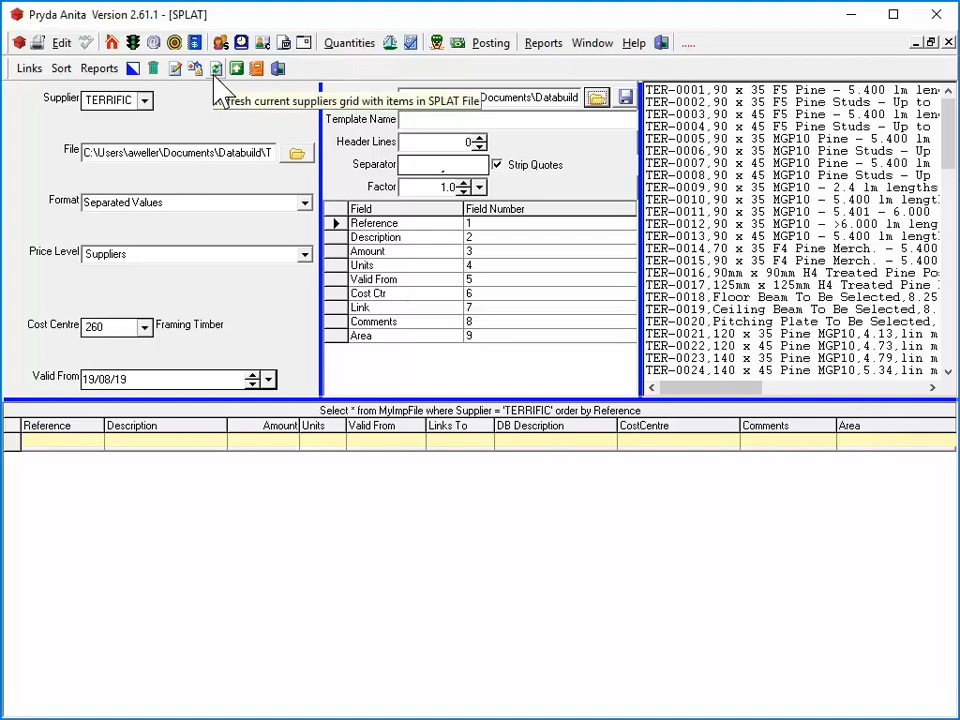 Pryda Anita Version 2.61.1 - [SPLAT]
Edit Quantities Posting Reports Window Help .....
Links Sort Reports
fresh current suppliers grid with items in SPLAT File
Supplier TERRIFIC
File C:\Users\aweller\Documents\Databuild\T
Format Separated Values
Price Level Suppliers
Cost Centre 260 Framing Timber
Valid From 19/08/19
Documents\Databuild
Template Name
Header Lines 0
Separator , Strip Quotes
Factor 1.0
Field Field Number
Reference 1
Description 2
Amount 3
Units 4
Valid From 5
Cost Ctr 6
Link 7
Comments 8
Area 9
TER-0001,90 x 35 F5 Pine - 5.400 lm len
TER-0002,90 x 45 F5 Pine Studs - Up to
TER-0003,90 x 45 F5 Pine - 5.400 lm len
TER-0004,90 x 45 F5 Pine Studs - Up to
TER-0005,90 x 35 MGP10 Pine - 5.400 lm
TER-0006,90 x 35 MGP10 Pine Studs - Up
TER-0007,90 x 45 MGP10 Pine - 5.400 lm
TER-0008,90 x 45 MGP10 Pine Studs - Up
TER-0009,90 x 35 MGP10 - 2.4 lm lengths
TER-0010,90 x 35 MGP10 - 5.400 lm lengt
TER-0011,90 x 35 MGP10 - 5.401 - 6.000
TER-0012,90 x 35 MGP10 - >6.000 lm leng
TER-0013,90 x 45 MGP10 - 5.400 lm lengt
TER-0014,70 x 35 F4 Pine Merch. - 5.400
TER-0015,90 x 35 F4 Pine Merch. - 5.400
TER-0016,90mm x 90mm H4 Treated Pine Po
TER-0017,125mm x 125mm H4 Treated Pine
TER-0018,Floor Beam To Be Selected,8.25
TER-0019,Ceiling Beam To Be Selected,8.
TER-0020,Pitching Plate To Be Selected,
TER-0021,120 x 35 Pine MGP10,4.13,lin m
TER-0022,120 x 45 Pine MGP10,4.73,lin m
TER-0023,140 x 35 Pine MGP10,4.79,lin m
TER-0024,140 x 45 Pine MGP10,5.34,lin m
Select * from MyImpFile where Supplier = 'TERRIFIC' order by Reference
Reference Description Amount Units Valid From Links To DB Description CostCentre Comments Area